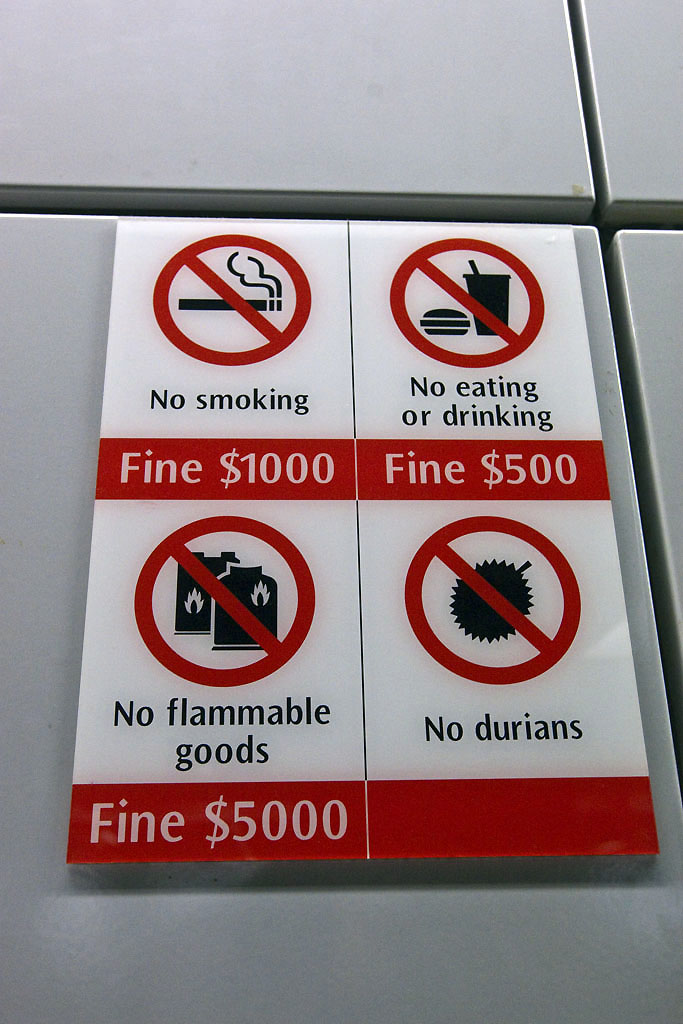 No smoking
Fine $1000
No eating
or drinking
Fine $500
No flammable
goods
Fine $5000
No durians